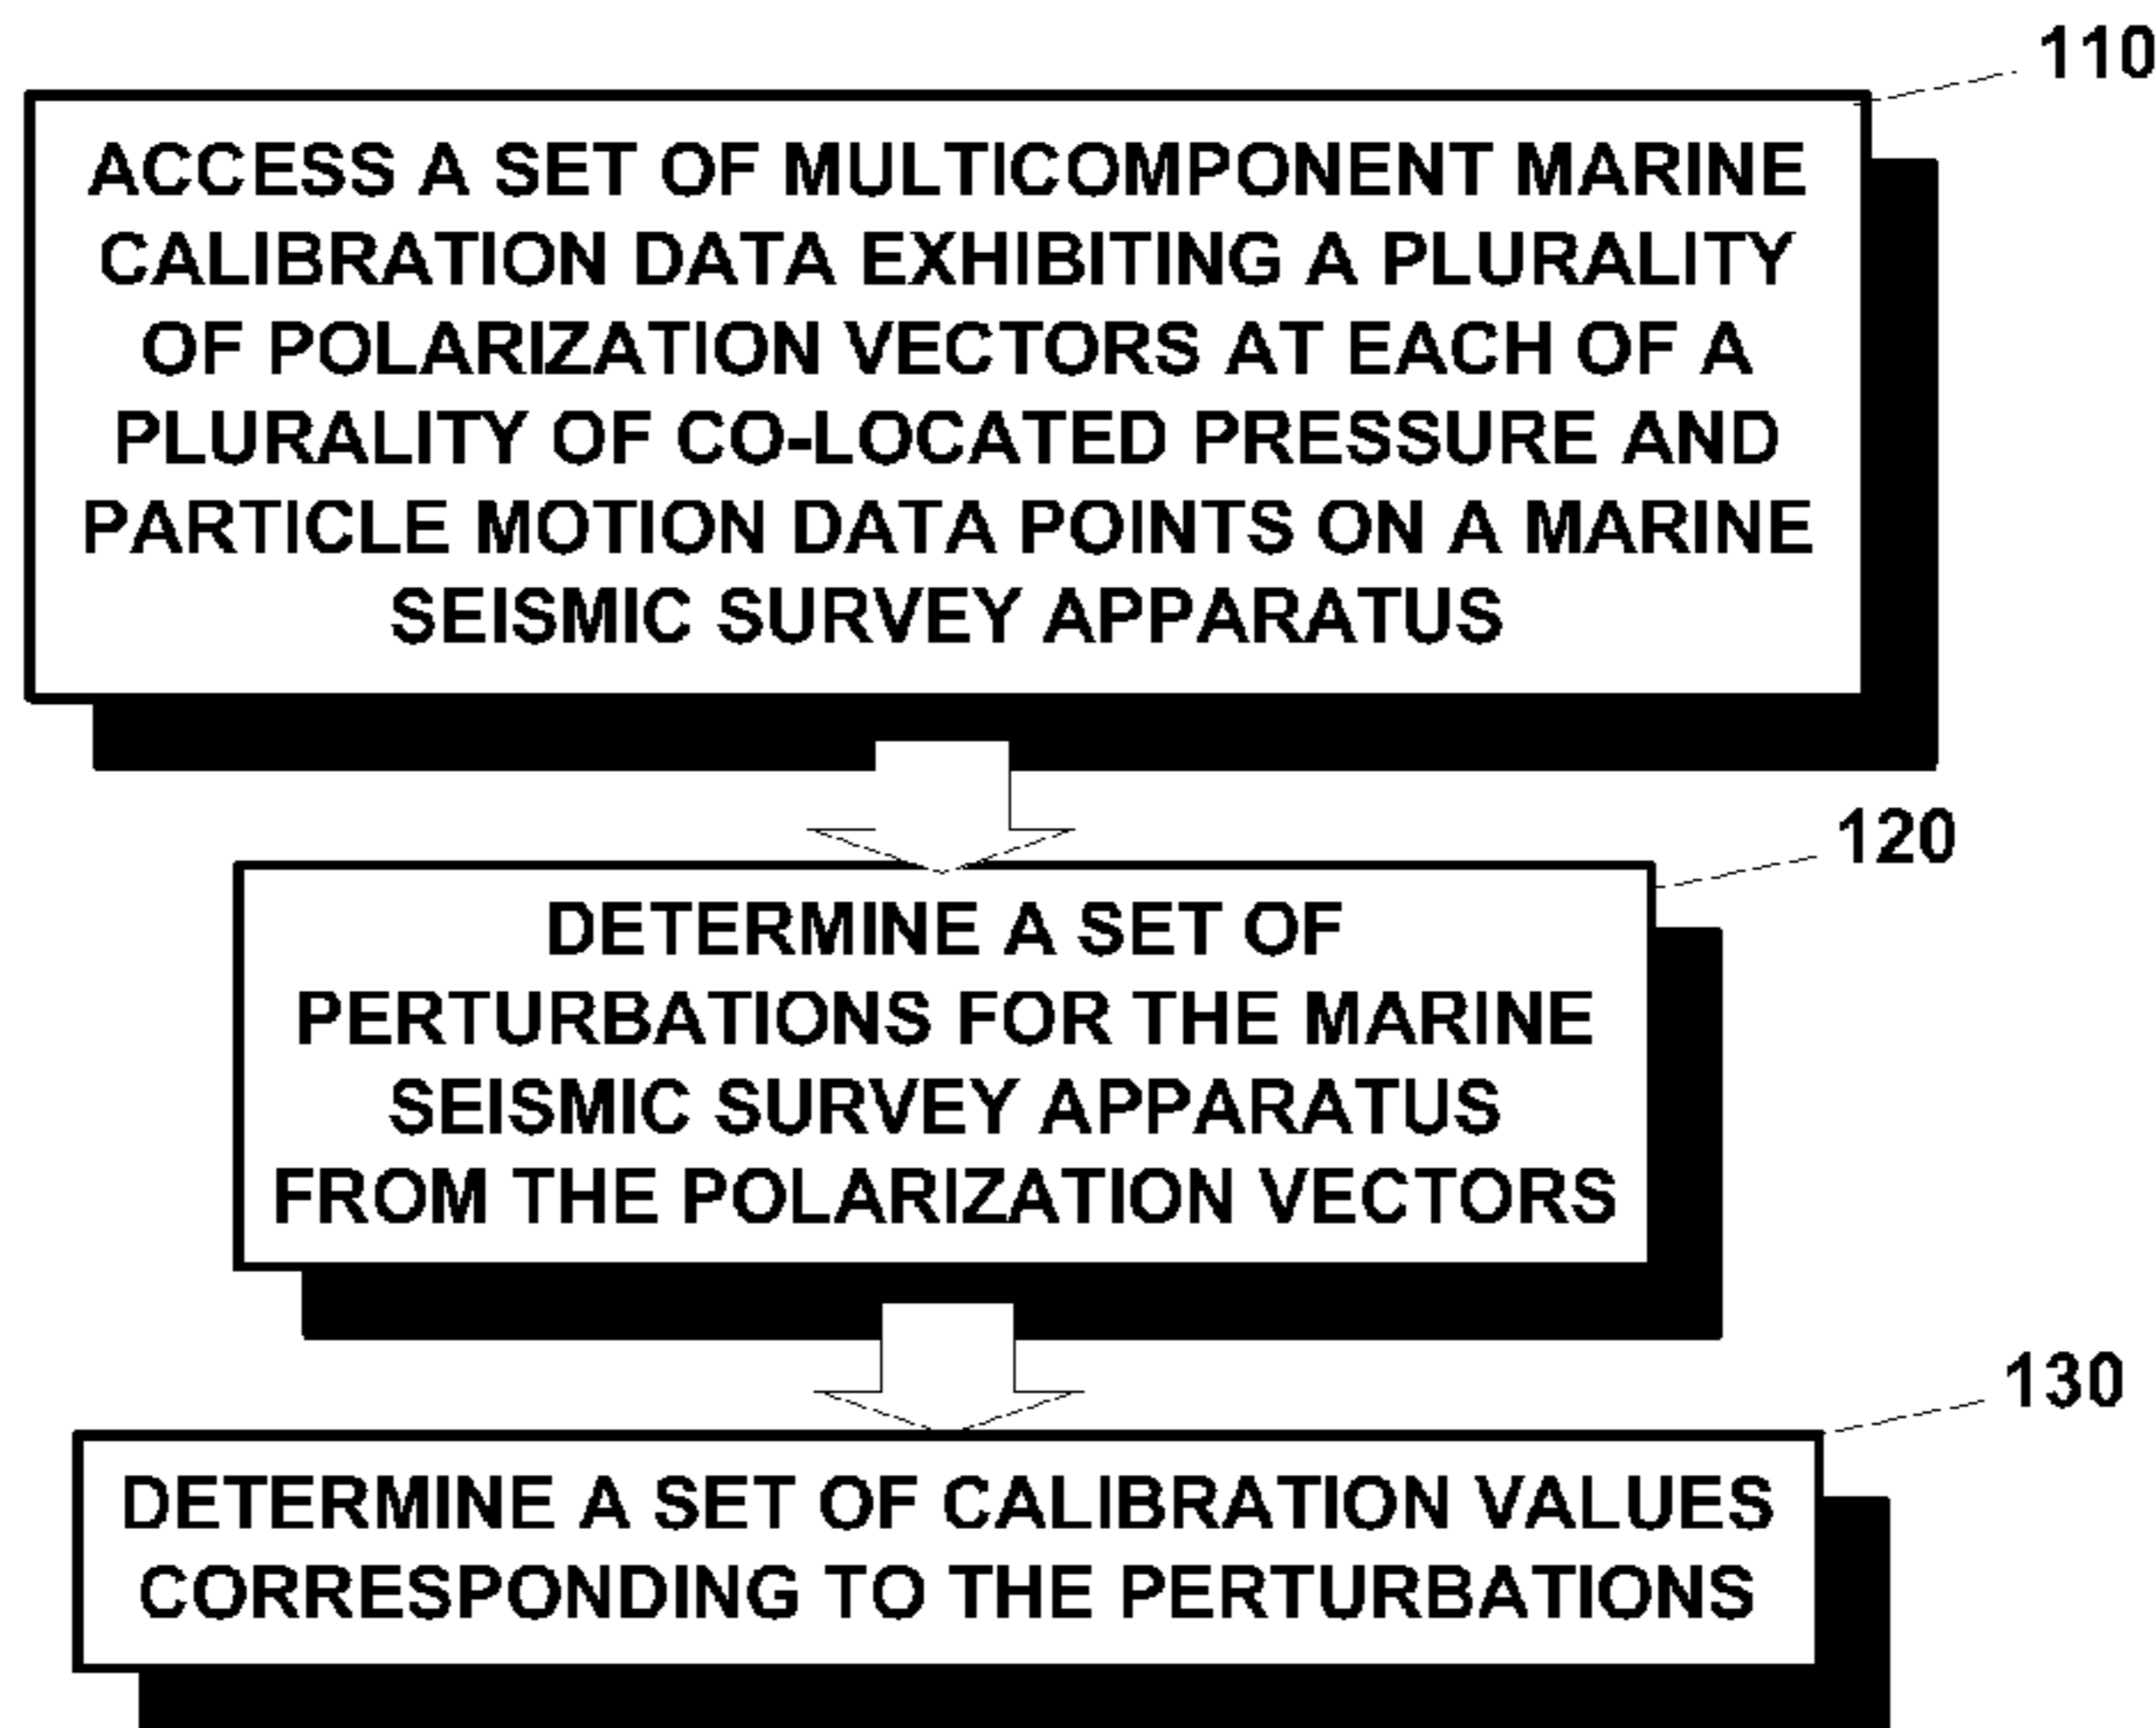 110
ACCESS A SET OF MULTICOMPONENT MARINE
CALIBRATION DATA EXHIBITING A PLURALITY
OF POLARIZATION VECTORS AT EACH OF A
PLURALITY OF CO-LOCATED PRESSURE AND
PARTICLE MOTION DATA POINTS ON A MARINE
SEISMIC SURVEY APPARATUS
120
DETERMINE A SET OF
PERTURBATIONS FOR THE MARINE
SEISMIC SURVEY APPARATUS
FROM THE POLARIZATION VECTORS
130
DETERMINE A SET OF CALIBRATION VALUES
CORRESPONDING TO THE PERTURBATIONS